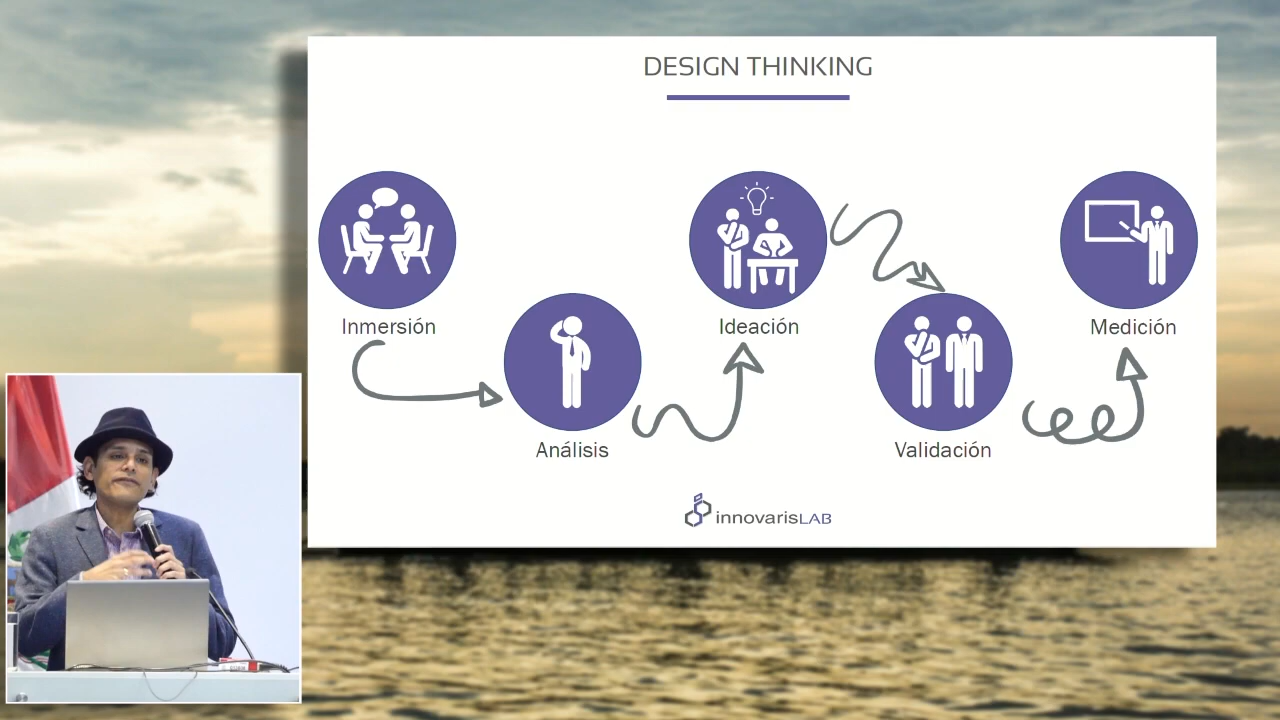 DESIGN THINKING
Inmersión
Análisis
Ideación
Validación
Medición
innovarisLAB